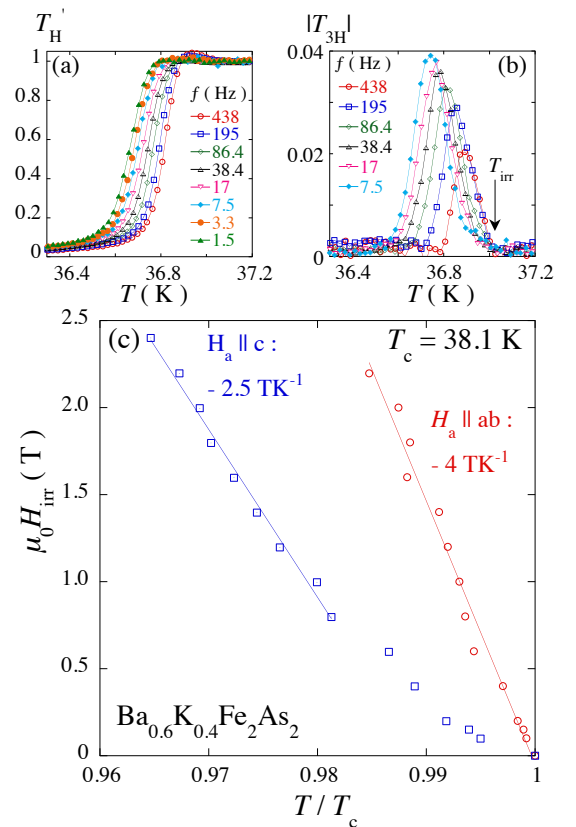 T_H'
|T_3H|
1
0.8
0.6
0.4
0.2
0
(a)
f ( Hz )
438
195
86.4
38.4
17
7.5
3.3
1.5
36.4 36.8 37.2
T ( K )
0.04
0.02
0
(b)
f ( Hz )
438
195
86.4
38.4
17
7.5
T_irr
36.4 36.8 37.2
T ( K )
(c)
H_a || c :
- 2.5 TK^-1
T_c = 38.1 K
H_a || ab :
- 4 TK^-1
μ_0H_irr ( T )
2.5
2.0
1.5
1.0
0.5
0
Ba_0.6K_0.4Fe_2As_2
0.96 0.97 0.98 0.99 1
T / T_c